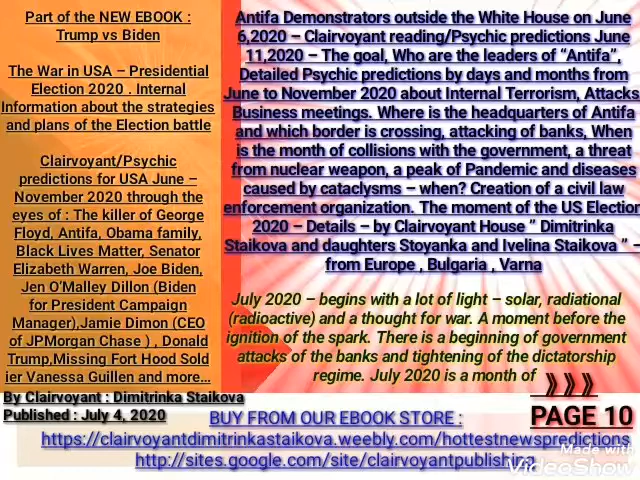 Part of the NEW EBOOK :
Trump vs Biden
The War in USA – Presidential
Election 2020 . Internal
Information about the strategies
and plans of the Election battle
Clairvoyant/Psychic
predictions for USA June –
November 2020 through the
eyes of : The killer of George
Floyd, Antifa, Obama family,
Black Lives Matter, Senator
Elizabeth Warren, Joe Biden,
Jen O'Malley Dillon (Biden
for President Campaign
Manager),Jamie Dimon (CEO
of JPMorgan Chase ) , Donald
Trump,Missing Fort Hood Sold
ier Vanessa Guillen and more…
By Clairvoyant : Dimitrinka Staikova
Published : July 4, 2020
Antifa Demonstrators outside the White House on June
6,2020 – Clairvoyant reading/Psychic predictions June
11,2020 – The goal, Who are the leaders of “Antifa”,
Detailed Psychic predictions by days and months from
June to November 2020 about Internal Terrorism, Attacks,
Business meetings. Where is the headquarters of Antifa
and which border is crossing, attacking of banks, When
is the month of collisions with the government, a threat
from nuclear weapon, a peak of Pandemic and diseases
caused by cataclysms – when? Creation of a civil law
enforcement organization. The moment of the US Election
2020 – Details – by Clairvoyant House ” Dimitrinka
Staikova and daughters Stoyanka and Ivelina Staikova ” –
from Europe , Bulgaria , Varna
July 2020 – begins with a lot of light – solar, radiational
(radioactive) and a thought for war. A moment before the
ignition of the spark. There is a beginning of government
attacks of the banks and tightening of the dictatorship
regime. July 2020 is a month of
》》》
PAGE 10
BUY FROM OUR EBOOK STORE :
https://clairvoyantdimitrinkastaikova.weebly.com/hottestnewspredictions
http://sites.google.com/site/clairvoyantpublishing
Made with
VideoShow